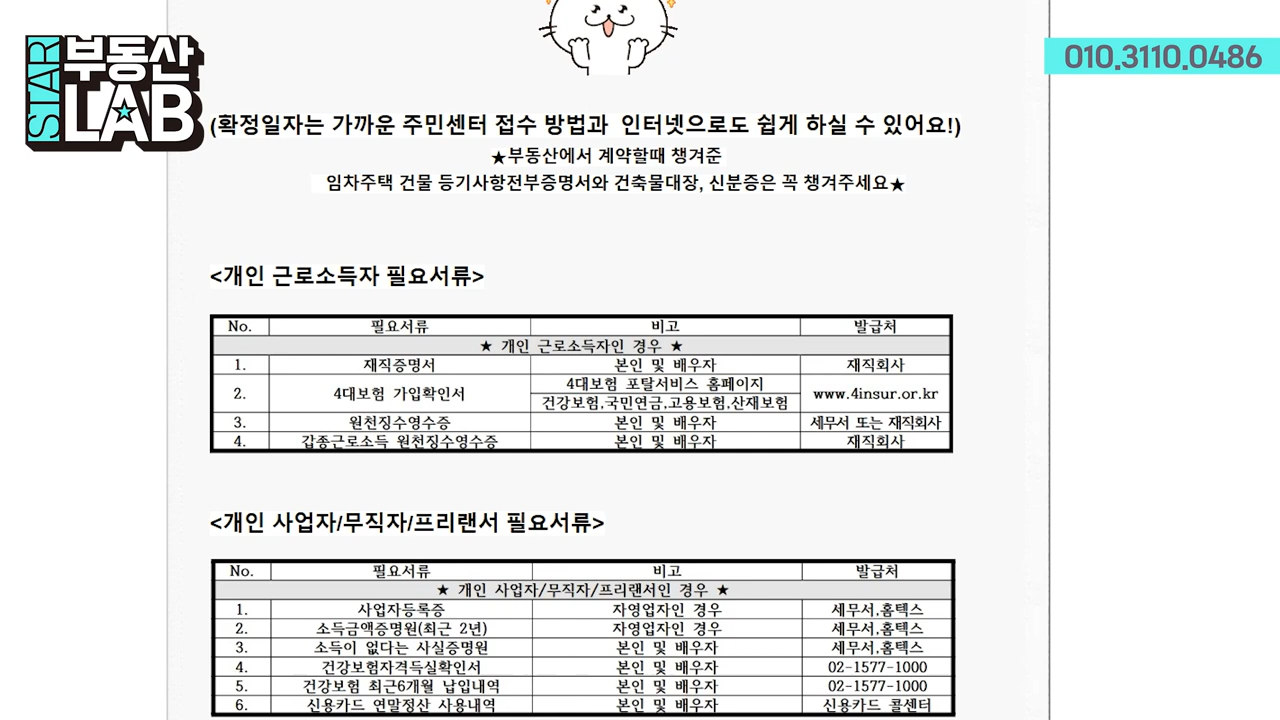 STAR 부동산
LAB
010.3110.0486
(확정일자는 가까운 주민센터 접수 방법과 인터넷으로도 쉽게 하실 수 있어요!)
★부동산에서 계약할때 챙겨준
임차주택 건물 등기사항전부증명서와 건축물대장, 신분증은 꼭 챙겨주세요★
<개인 근로소득자 필요서류>
No. 필요서류 비고 발급처
★ 개인 근로소득자인 경우 ★
1. 재직증명서 본인 및 배우자 재직회사
2. 4대보험 가입확인서 4대보험 포탈서비스 홈페이지 www.4insur.or.kr
건강보험,국민연금,고용보험,산재보험
3. 원천징수영수증 본인 및 배우자 세무서 또는 재직회사
4. 갑종근로소득 원천징수영수증 본인 및 배우자 재직회사
<개인 사업자/무직자/프리랜서 필요서류>
No. 필요서류 비고 발급처
★ 개인 사업자/무직자/프리랜서인 경우 ★
1. 사업자등록증 자영업자인 경우 세무서,홈텍스
2. 소득금액증명원(최근 2년) 자영업자인 경우 세무서,홈텍스
3. 소득이 없다는 사실증명원 본인 및 배우자 세무서,홈텍스
4. 건강보험자격득실확인서 본인 및 배우자 02-1577-1000
5. 건강보험 최근6개월 납입내역 본인 및 배우자 02-1577-1000
6. 신용카드 연말정산 사용내역 본인 및 배우자 신용카드 콜센터